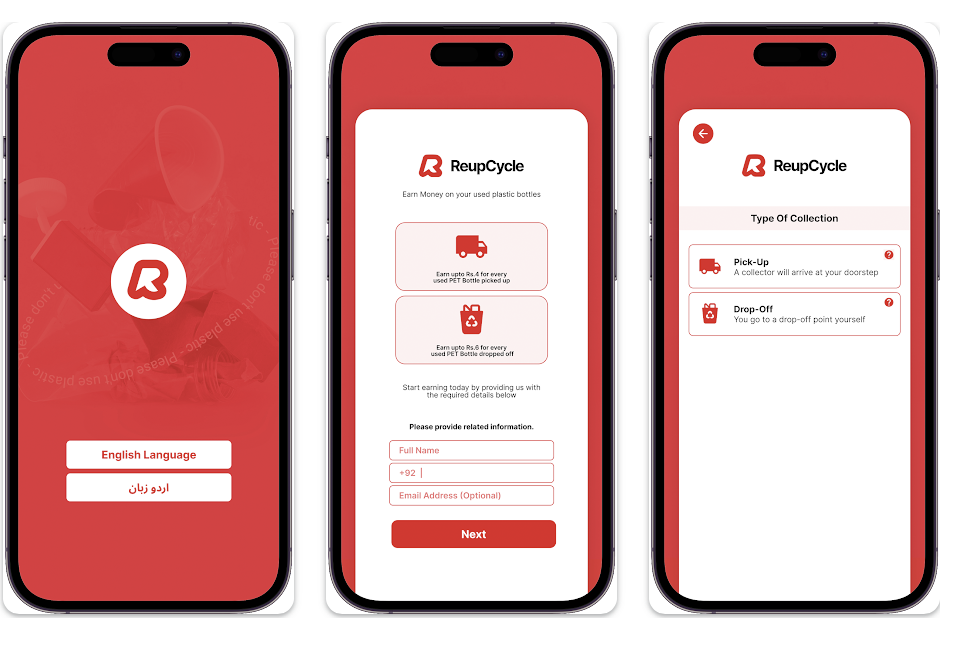 Please don't use plastic - Please don't use plastic - Please don't use plastic
English Language
اردو زبان
ReupCycle
Earn Money on your used plastic bottles
Earn upto Rs.4 for every
used PET Bottle picked up
Earn upto Rs.6 for every
used PET Bottle dropped off
Start earning today by providing us with
the required details below
Please provide related information.
Full Name
+92
Email Address (Optional)
Next
ReupCycle
Type Of Collection
Pick-Up
?
A collector will arrive at your doorstep
Drop-Off
?
You go to a drop-off point yourself